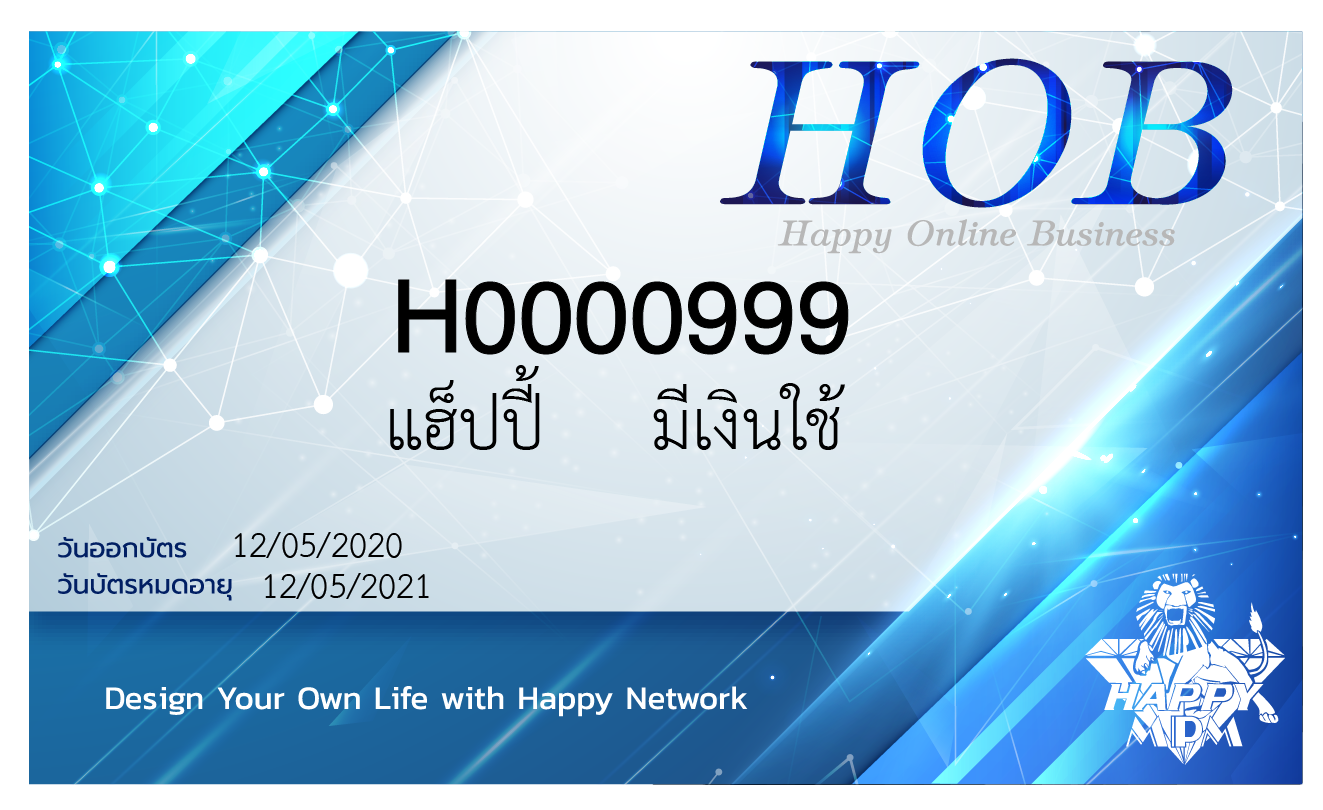 HOB
Happy Online Business
H0000999
แฮ็ปปี้ มีเงินใช้
วันออกบัตร 12/05/2020
วันบัตรหมดอายุ 12/05/2021
Design Your Own Life with Happy Network
HAPPY
MPM